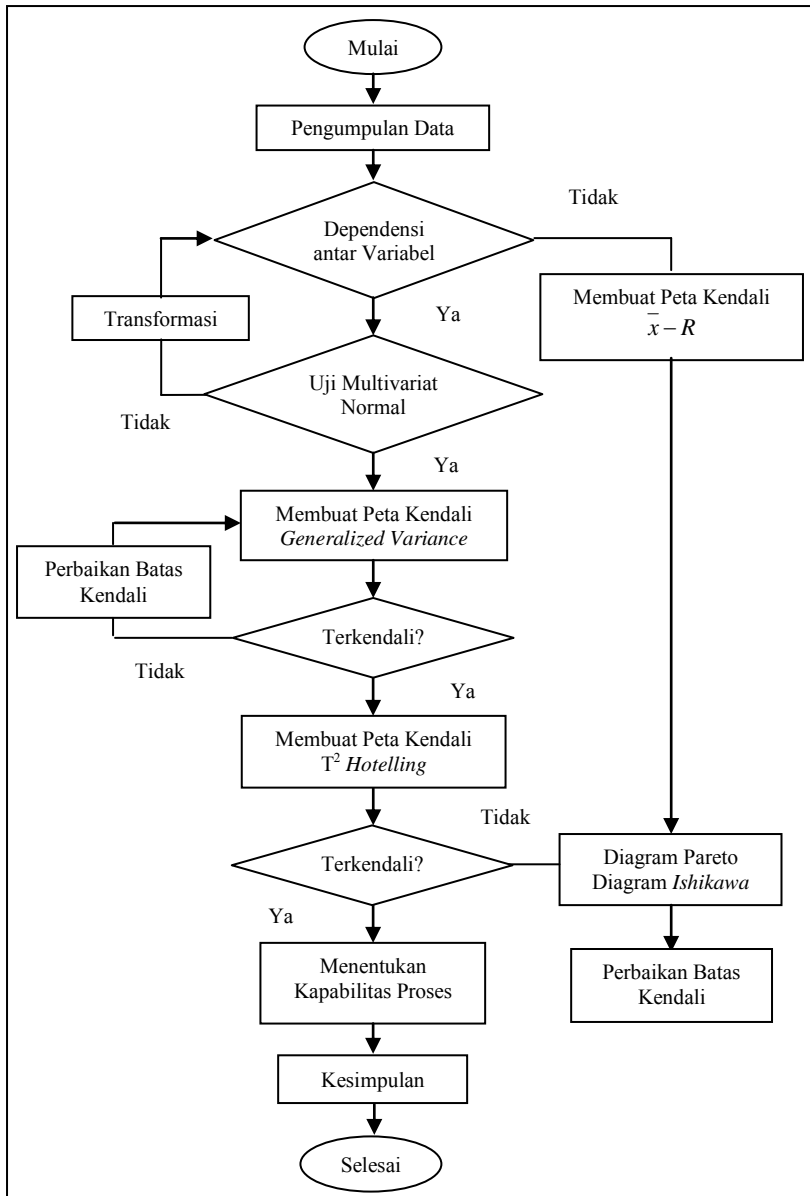 Mulai
Pengumpulan Data
Tidak
Dependensi
antar Variabel
Transformasi
Ya
Membuat Peta Kendali
x̄ – R
Uji Multivariat
Normal
Tidak
Ya
Membuat Peta Kendali
Generalized Variance
Perbaikan Batas
Kendali
Terkendali?
Tidak
Ya
Membuat Peta Kendali
T² Hotelling
Tidak
Terkendali?
Diagram Pareto
Diagram Ishikawa
Ya
Menentukan
Kapabilitas Proses
Perbaikan Batas
Kendali
Kesimpulan
Selesai